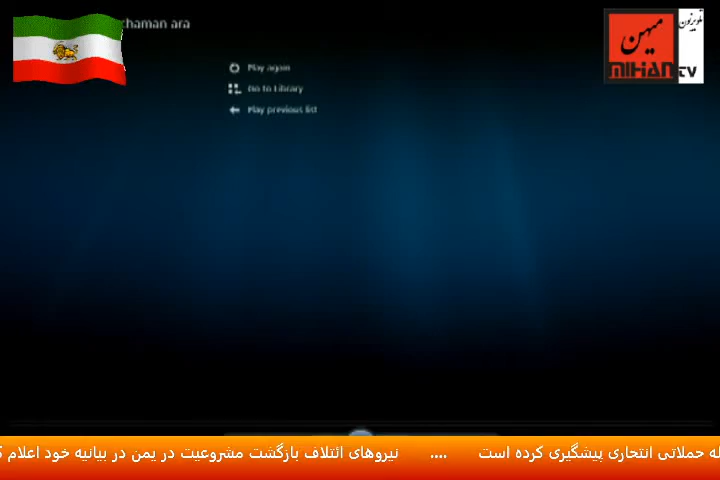 chaman ara
میهن
تلویزیون
MIHAN
TV
Play again
Go to Library
Play previous list
له حملاتی انتحاری پیشگیری کرده است .... نیروهای ائتلاف بازگشت مشروعیت در یمن در بیانیه خود اعلام